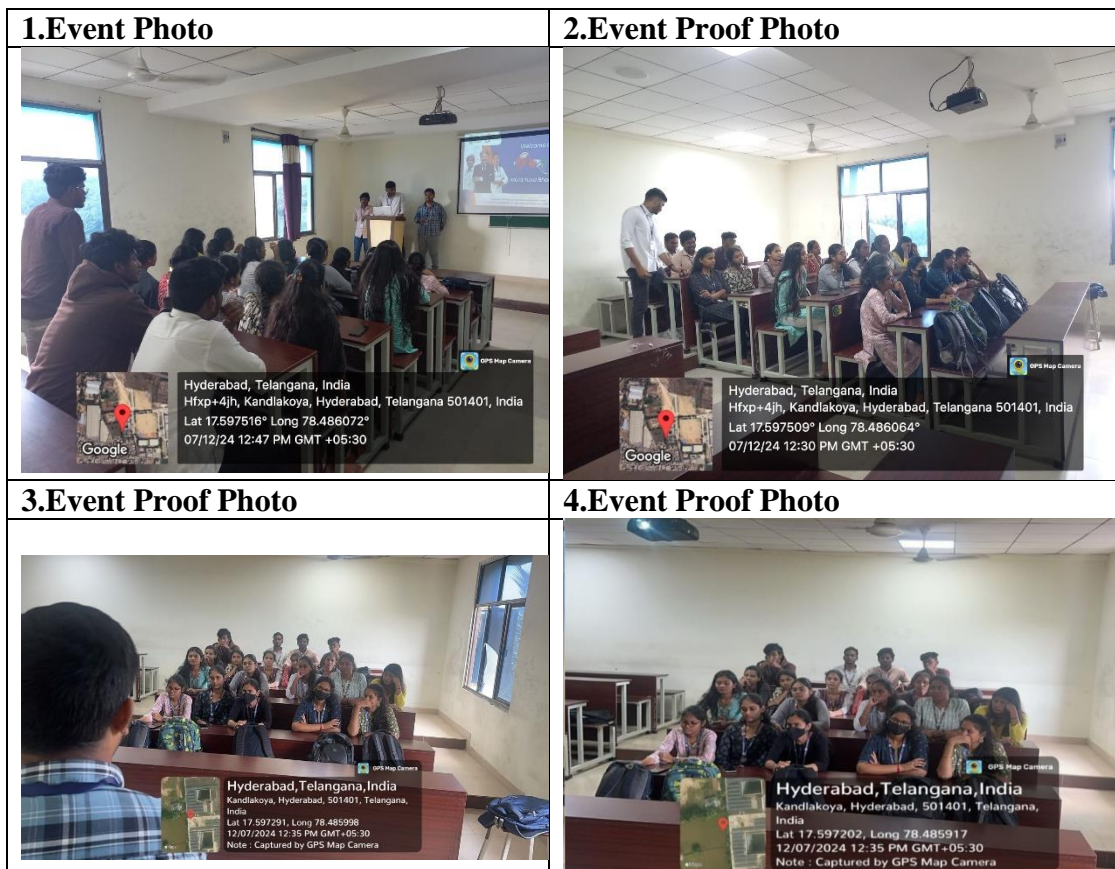 1.Event Photo
2.Event Proof Photo
Welcome
GPS Map Camera
Hyderabad, Telangana, India
Hfxp+4jh, Kandlakoya, Hyderabad, Telangana 501401, India
Lat 17.597516° Long 78.486072°
07/12/24 12:47 PM GMT +05:30
Google
GPS Map Camera
Hyderabad, Telangana, India
Hfxp+4jh, Kandlakoya, Hyderabad, Telangana 501401, India
Lat 17.597509° Long 78.486064°
07/12/24 12:30 PM GMT +05:30
Google
3.Event Proof Photo
4.Event Proof Photo
GPS Map Camera
Hyderabad,Telangana,India
Kandlakoya, Hyderabad, 501401, Telangana,
India
Lat 17.597291, Long 78.485998
12/07/2024 12:35 PM GMT+05:30
Note : Captured by GPS Map Camera
GPS Map Camera
Hyderabad,Telangana,India
Kandlakoya, Hyderabad, 501401, Telangana,
India
Lat 17.597202, Long 78.485917
12/07/2024 12:35 PM GMT+05:30
Note : Captured by GPS Map Camera